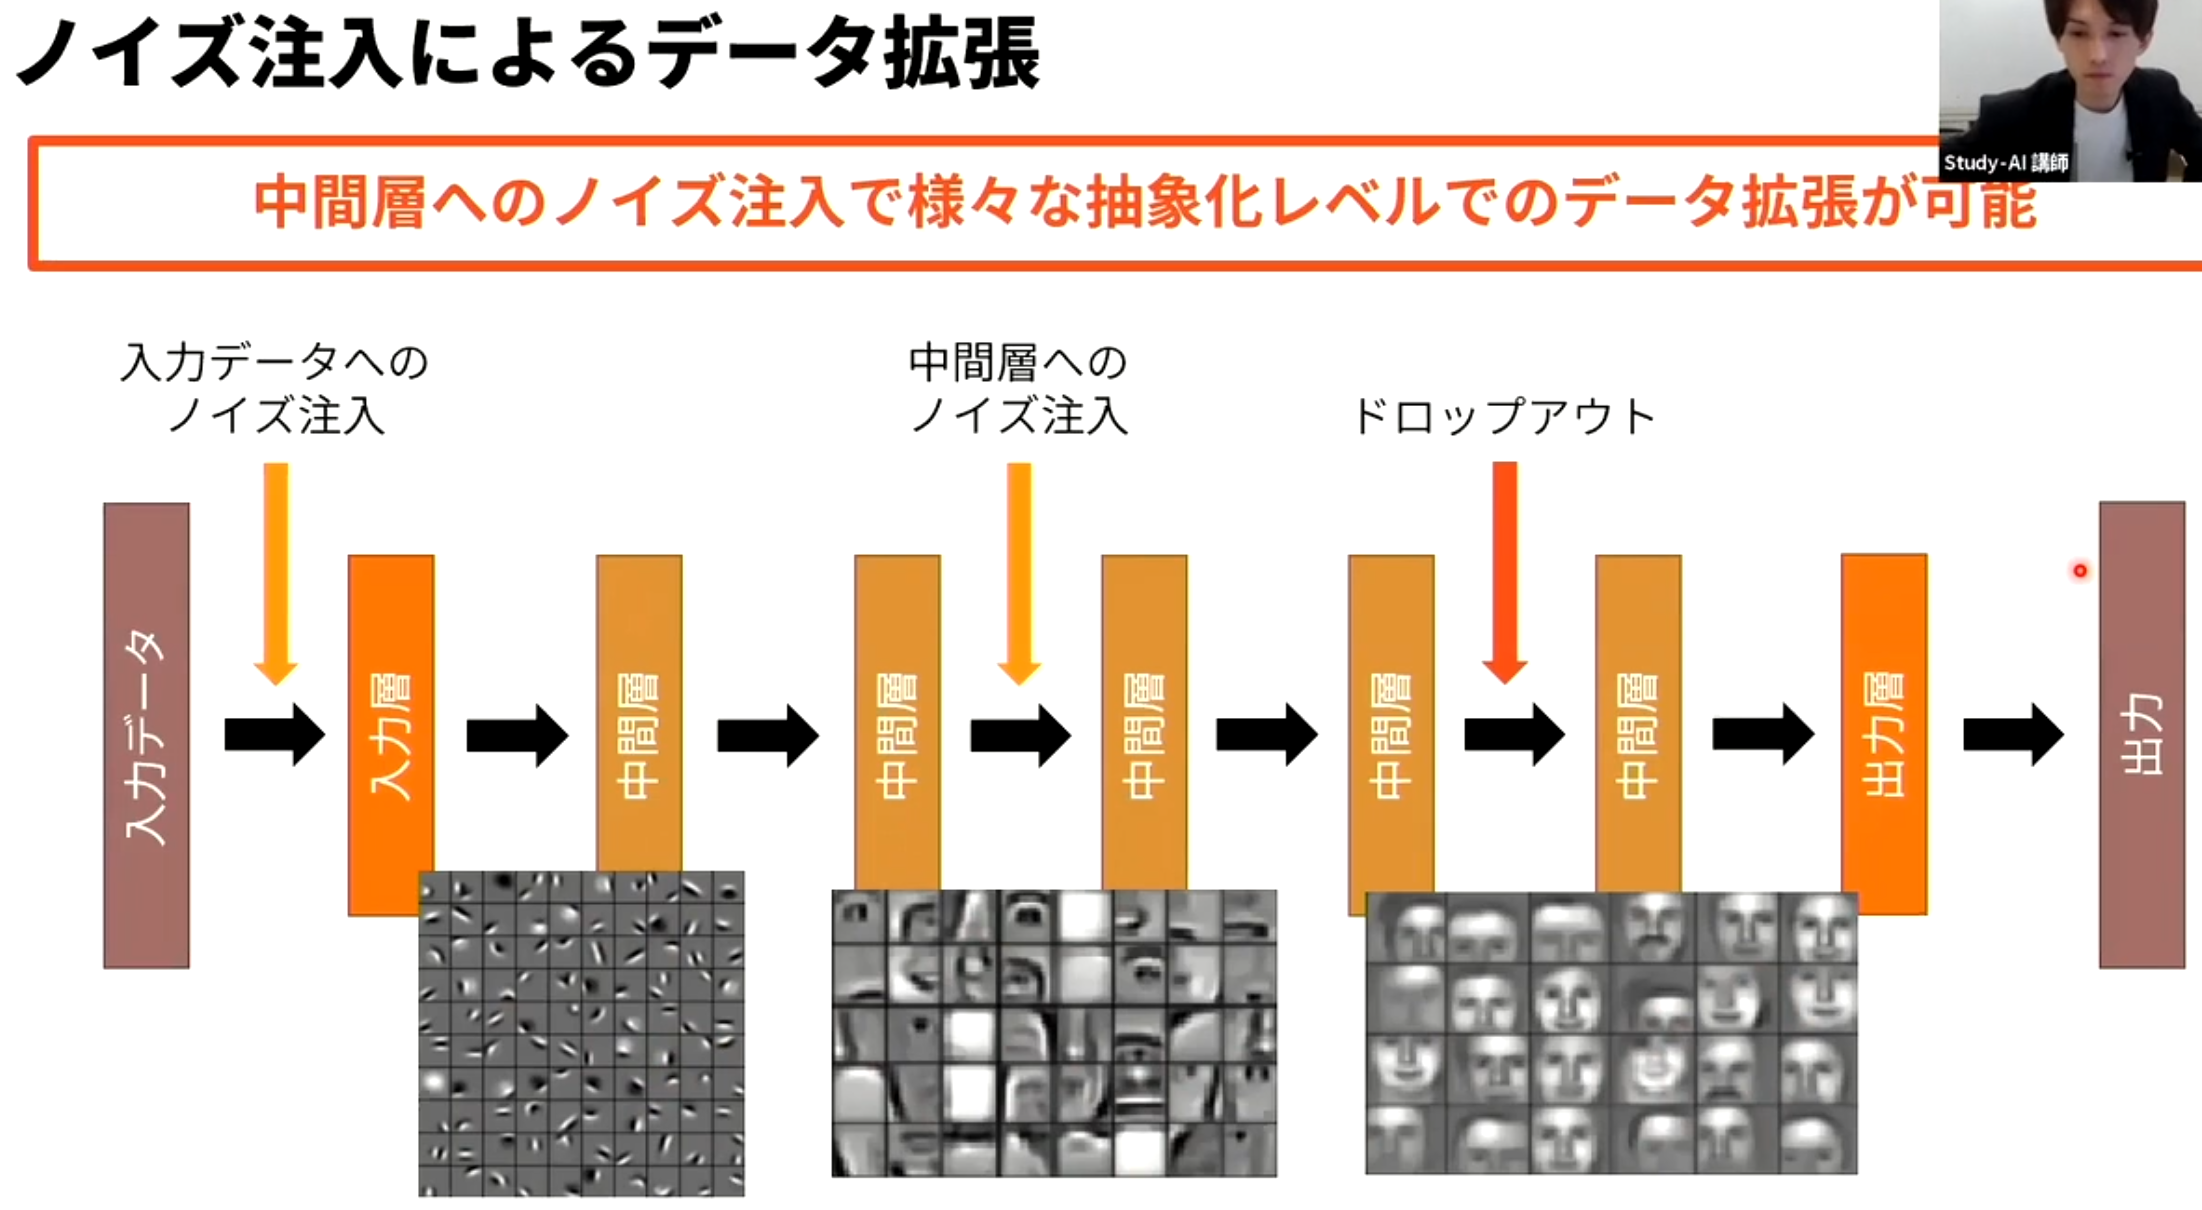 ノイズ注入によるデータ拡張
Study-AI 講師
中間層へのノイズ注入で様々な抽象化レベルでのデータ拡張が可能
入力データへの
ノイズ注入
中間層への
ノイズ注入
ドロップアウト
入力データ
入力層
中間層
中間層
中間層
中間層
中間層
出力層
出力